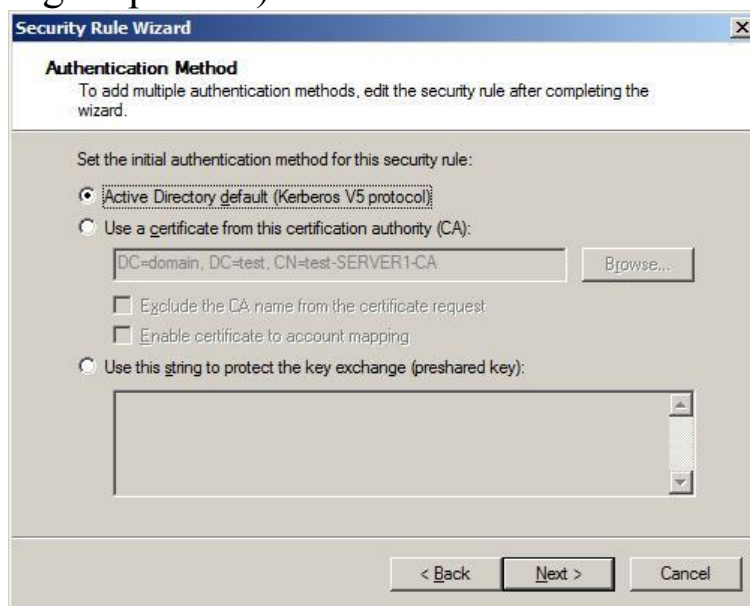 Security Rule Wizard
Authentication Method
To add multiple authentication methods, edit the security rule after completing the
wizard.
Set the initial authentication method for this security rule:
Active Directory default (Kerberos V5 protocol)
Use a certificate from this certification authority (CA):
DC=domain, DC=test, CN=test-SERVER1-CA
Browse...
Exclude the CA name from the certificate request
Enable certificate to account mapping
Use this string to protect the key exchange (preshared key):
< Back Next > Cancel